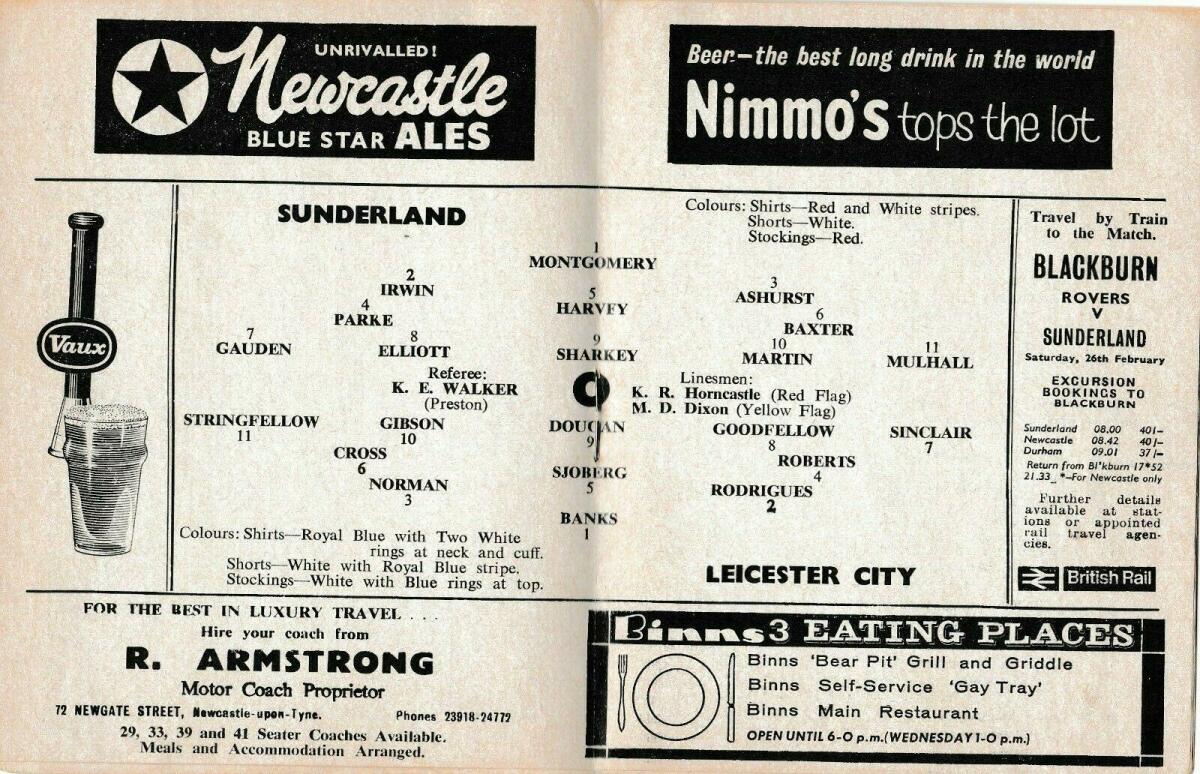 UNRIVALLED!
Newcastle
BLUE STAR ALES
Beer—the best long drink in the world
Nimmo's tops the lot
Vaux
SUNDERLAND
Colours: Shirts—Red and White stripes.
Shorts—White.
Stockings—Red.
1
MONTGOMERY
2
IRWIN
5
HARVEY
3
ASHURST
4
PARKE
6
BAXTER
7
GAUDEN
8
ELLIOTT
9
SHARKEY
10
MARTIN
11
MULHALL
Referee:
K. E. WALKER
(Preston)
Linesmen:
K. R. Horncastle (Red Flag)
M. D. Dixon (Yellow Flag)
STRINGFELLOW
11
GIBSON
10
DOUGAN
9
GOODFELLOW
8
SINCLAIR
7
CROSS
6
SJOBERG
5
ROBERTS
4
NORMAN
3
RODRIGUES
2
BANKS
1
Colours: Shirts—Royal Blue with Two White
rings at neck and cuff.
Shorts—White with Royal Blue stripe.
Stockings—White with Blue rings at top.
LEICESTER CITY
Travel by Train
to the Match.
BLACKBURN
ROVERS
V
SUNDERLAND
Saturday, 26th February
EXCURSION
BOOKINGS TO
BLACKBURN
Sunderland 08.00 40/-
Newcastle 08.42 40/-
Durham 09.01 37/-
Return from Bl'kburn 17*52
21.33 *—For Newcastle only
Further details
available at stat-
ions or appointed
rail travel agen-
cies.
British Rail
FOR THE BEST IN LUXURY TRAVEL . . .
Hire your coach from
R. ARMSTRONG
Motor Coach Proprietor
72 NEWGATE STREET, Newcastle-upon-Tyne. Phones 23918-24772
29, 33, 39 and 41 Seater Coaches Available.
Meals and Accommodation Arranged.
Binns 3 EATING PLACES
Binns 'Bear Pit' Grill and Griddle
Binns Self-Service 'Gay Tray'
Binns Main Restaurant
OPEN UNTIL 6-0 p.m. (WEDNESDAY 1-0 p.m.)